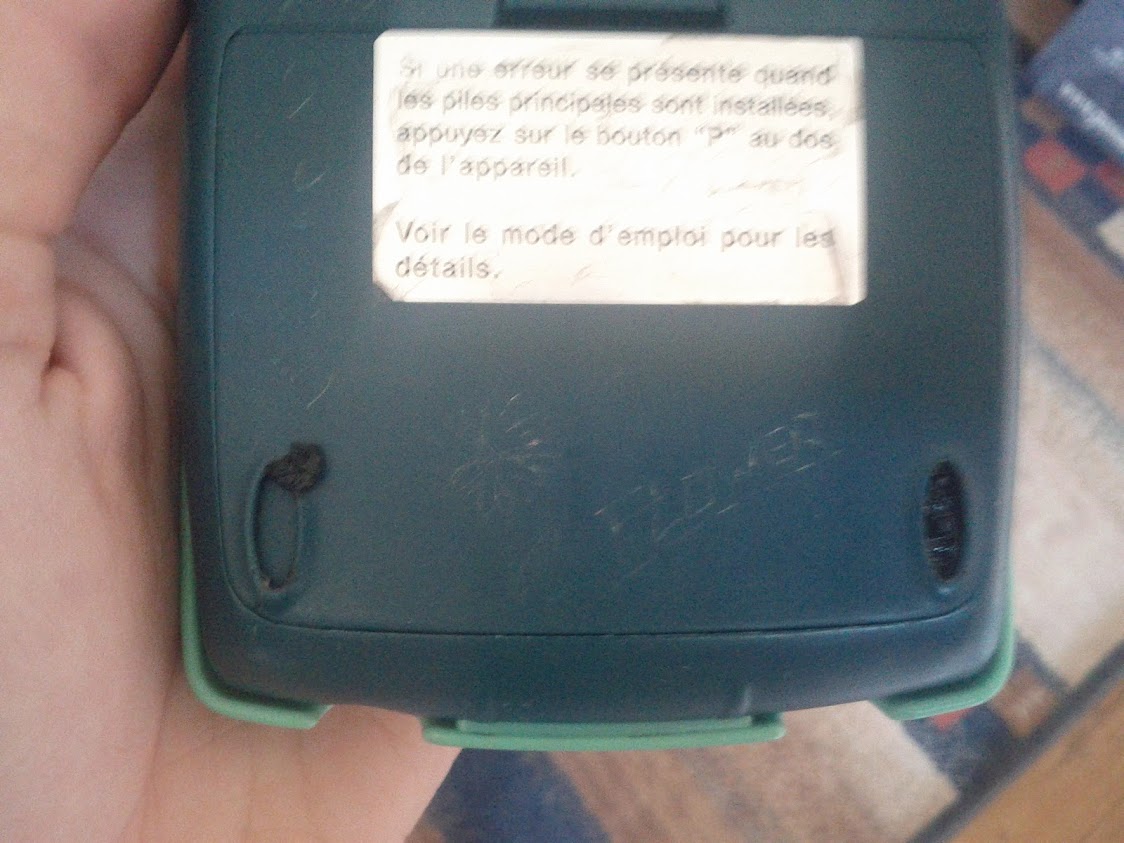 Si une erreur se présente quand
les piles principales sont installées,
appuyez sur le bouton "P" au dos
de l'appareil.
Voir le mode d'emploi pour les
détails.
FLOWER